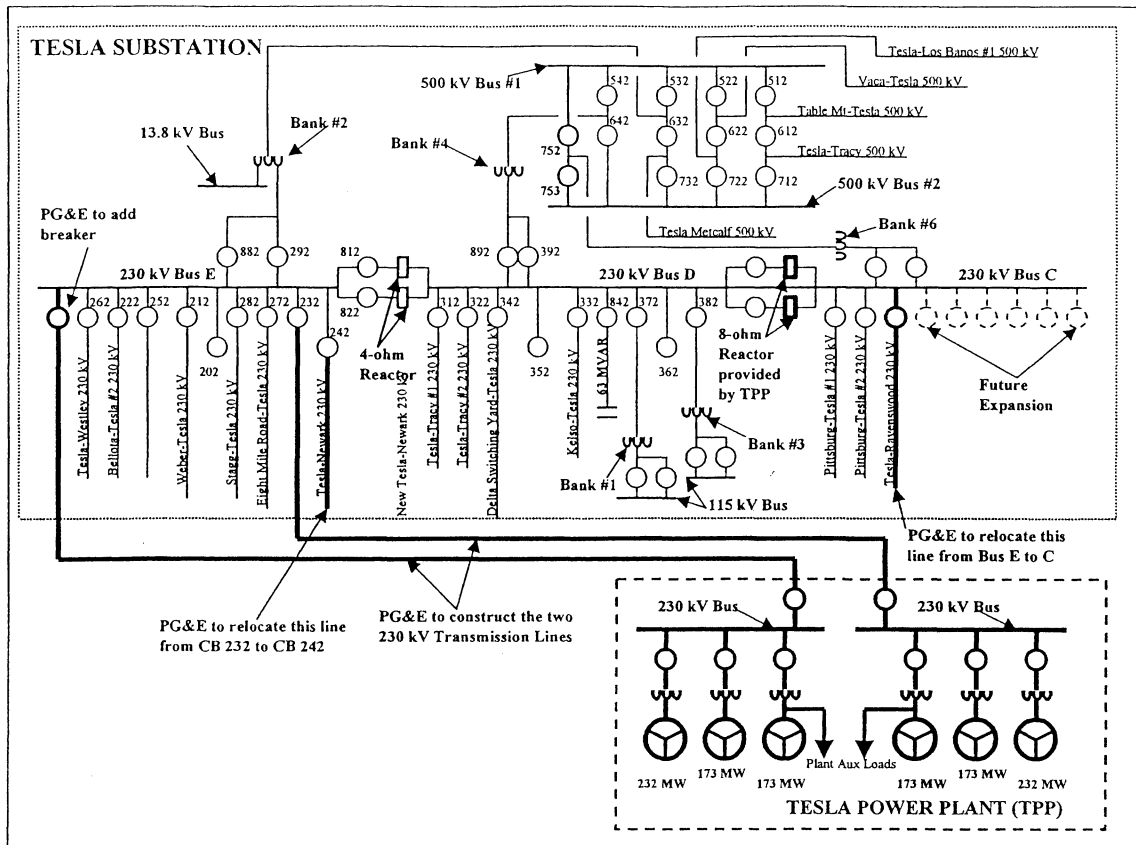 TESLA SUBSTATION
Tesla-Los Banos #1 500 kV
Vaca-Tesla 500 kV
Table Mt-Tesla 500 kV
Tesla-Tracy 500 kV
500 kV Bus #1
542
532
522
512
642
632
622
612
752
753
732
722
712
500 kV Bus #2
Tesla Metcalf 500 kV
Bank #2
13.8 kV Bus
Bank #4
Bank #6
PG&E to add
breaker
882
292
812
892
392
230 kV Bus E
230 kV Bus D
230 kV Bus C
262
222
252
212
282
272
232
822
242
312
322
342
332
842
372
382
202
352
362
4-ohm
Reactor
8-ohm
Reactor
provided
by TPP
Future
Expansion
Tesla-Westley 230 kV
Bellota-Tesla #2 230 kV
Weber-Tesla 230 kV
Stagg-Tesla 230 kV
Eight Mile Road-Tesla 230 kV
Tesla-Newark 230 kV
New Tesla-Newark 230 kV
Tesla-Tracy #1 230 kV
Tesla-Tracy #2 230 kV
Delta Switching Yard-Tesla 230 kV
Kelso-Tesla 230 kV
63 MVAR
Pittsburg-Tesla #1 230 kV
Pittsburg-Tesla #2 230 kV
Tesla-Ravenswood 230 kV
Bank #3
Bank #1
115 kV Bus
PG&E to relocate this
line from Bus E to C
PG&E to relocate this line
from CB 232 to CB 242
PG&E to construct the two
230 kV Transmission Lines
230 kV Bus
230 kV Bus
232 MW
173 MW
173 MW
Plant Aux Loads
173 MW
173 MW
232 MW
TESLA POWER PLANT (TPP)